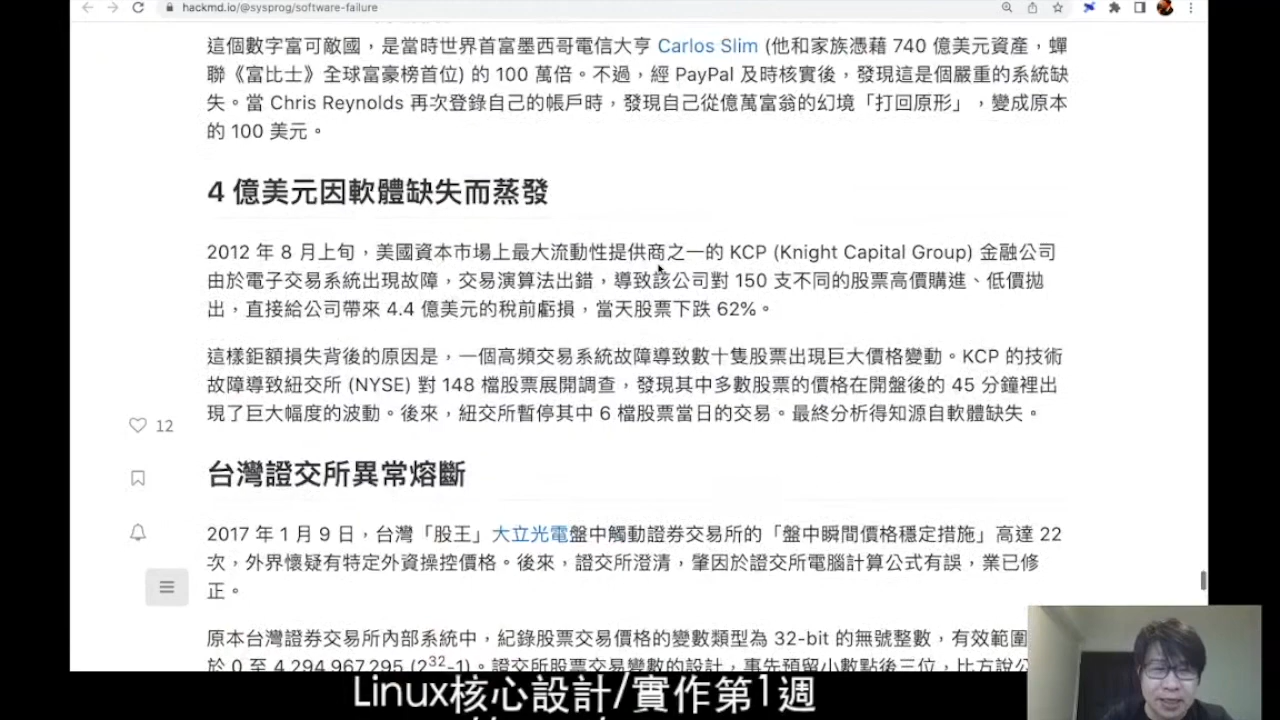 hackmd.io/@sysprog/software-failure
這個數字富可敵國，是當時世界首富墨西哥電信大亨 Carlos Slim (他和家族憑藉 740 億美元資產，蟬
聯《富比士》全球富豪榜首位) 的 100 萬倍。不過，經 PayPal 及時核實後，發現這是個嚴重的系統缺
失。當 Chris Reynolds 再次登錄自己的帳戶時，發現自己從億萬富翁的幻境「打回原形」，變成原本
的 100 美元。
4 億美元因軟體缺失而蒸發
2012 年 8 月上旬，美國資本市場上最大流動性提供商之一的 KCP (Knight Capital Group) 金融公司
由於電子交易系統出現故障，交易演算法出錯，導致該公司對 150 支不同的股票高價購進、低價拋
出，直接給公司帶來 4.4 億美元的稅前虧損，當天股票下跌 62%。
這樣鉅額損失背後的原因是，一個高頻交易系統故障導致數十隻股票出現巨大價格變動。KCP 的技術
故障導致紐交所 (NYSE) 對 148 檔股票展開調查，發現其中多數股票的價格在開盤後的 45 分鐘裡出
現了巨大幅度的波動。後來，紐交所暫停其中 6 檔股票當日的交易。最終分析得知源自軟體缺失。
12
台灣證交所異常熔斷
2017 年 1 月 9 日，台灣「股王」大立光電盤中觸動證券交易所的「盤中瞬間價格穩定措施」高達 22
次，外界懷疑有特定外資操控價格。後來，證交所澄清，肇因於證交所電腦計算公式有誤，業已修
正。
原本台灣證券交易所內部系統中，紀錄股票交易價格的變數類型為 32-bit 的無號整數，有效範圍
於 0 至 4,294,967,295 (2^32-1)。證交所股票交易變數的設計，事先預留小數點後三位，比方說公
Linux核心設計/實作第1週